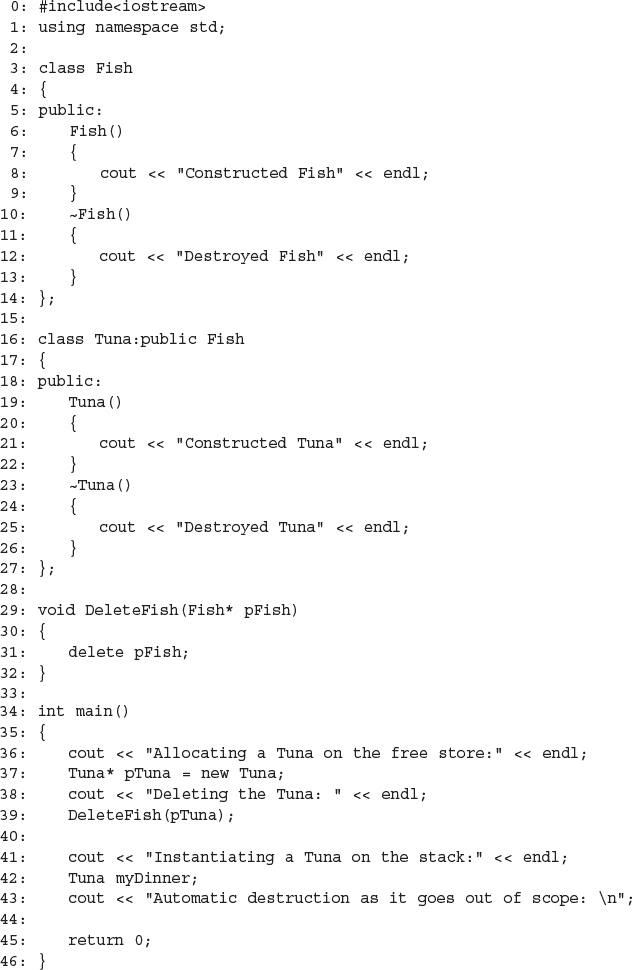 0: #include<iostream>
1: using namespace std;
2:
3: class Fish
4: {
5: public:
6:    Fish()
7:    {
8:       cout << "Constructed Fish" << endl;
9:    }
10:    ~Fish()
11:    {
12:       cout << "Destroyed Fish" << endl;
13:    }
14: };
15:
16: class Tuna:public Fish
17: {
18: public:
19:    Tuna()
20:    {
21:       cout << "Constructed Tuna" << endl;
22:    }
23:    ~Tuna()
24:    {
25:       cout << "Destroyed Tuna" << endl;
26:    }
27: };
28:
29: void DeleteFish(Fish* pFish)
30: {
31:    delete pFish;
32: }
33:
34: int main()
35: {
36:    cout << "Allocating a Tuna on the free store:" << endl;
37:    Tuna* pTuna = new Tuna;
38:    cout << "Deleting the Tuna: " << endl;
39:    DeleteFish(pTuna);
40:
41:    cout << "Instantiating a Tuna on the stack:" << endl;
42:    Tuna myDinner;
43:    cout << "Automatic destruction as it goes out of scope: \n";
44:
45:    return 0;
46: }